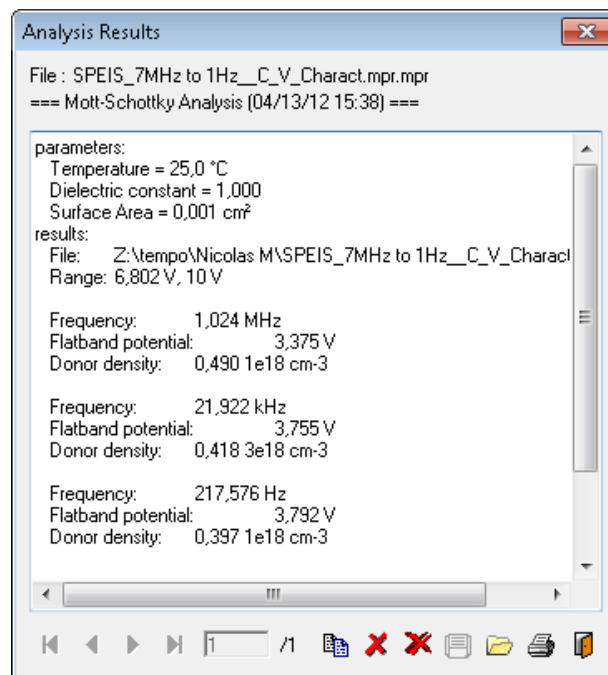 Analysis Results
File : SPEIS_7MHz to 1Hz__C_V_Charact.mpr.mpr
=== Mott-Schottky Analysis (04/13/12 15:38) ===
parameters:
Temperature = 25,0 °C
Dielectric constant = 1,000
Surface Area = 0,001 cm²
results:
File: Z:\tempo\Nicolas M\SPEIS_7MHz to 1Hz__C_V_Charact
Range: 6,802 V, 10 V
Frequency: 1,024 MHz
Flatband potential: 3,375 V
Donor density: 0,490 1e18 cm-3
Frequency: 21,922 kHz
Flatband potential: 3,755 V
Donor density: 0,418 3e18 cm-3
Frequency: 217,576 Hz
Flatband potential: 3,792 V
Donor density: 0,397 1e18 cm-3
1 /1